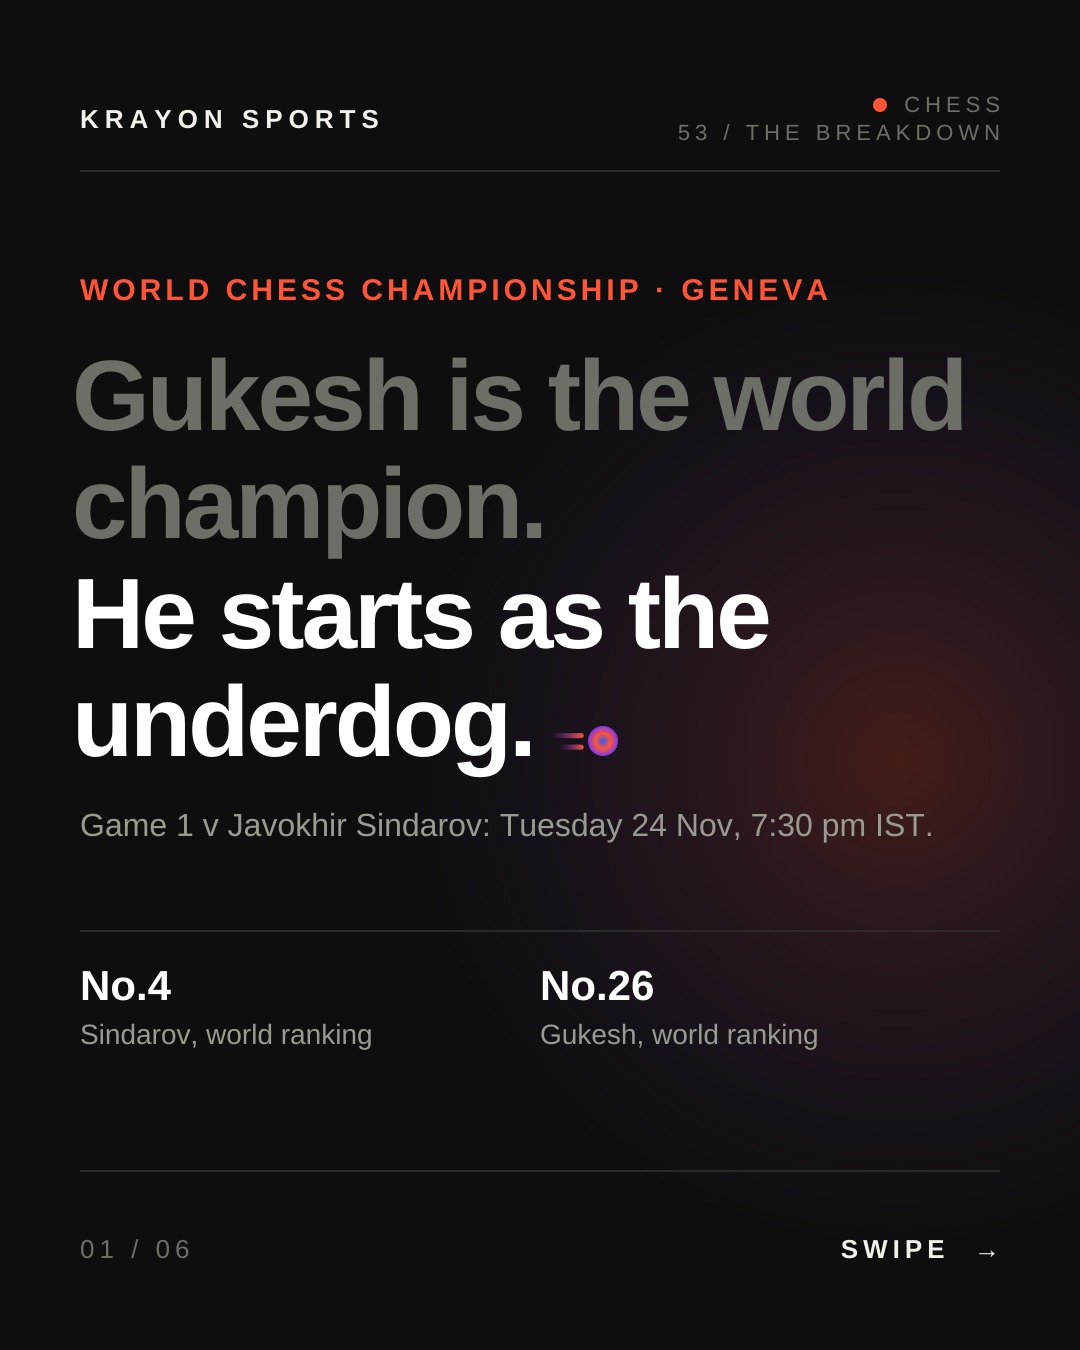 KRAYON SPORTS
CHESS
53 / THE BREAKDOWN
WORLD CHESS CHAMPIONSHIP · GENEVA
Gukesh is the world
champion.
He starts as the
underdog.
Game 1 v Javokhir Sindarov: Tuesday 24 Nov, 7:30 pm IST.
No.4
Sindarov, world ranking
No.26
Gukesh, world ranking
01 / 06
SWIPE →